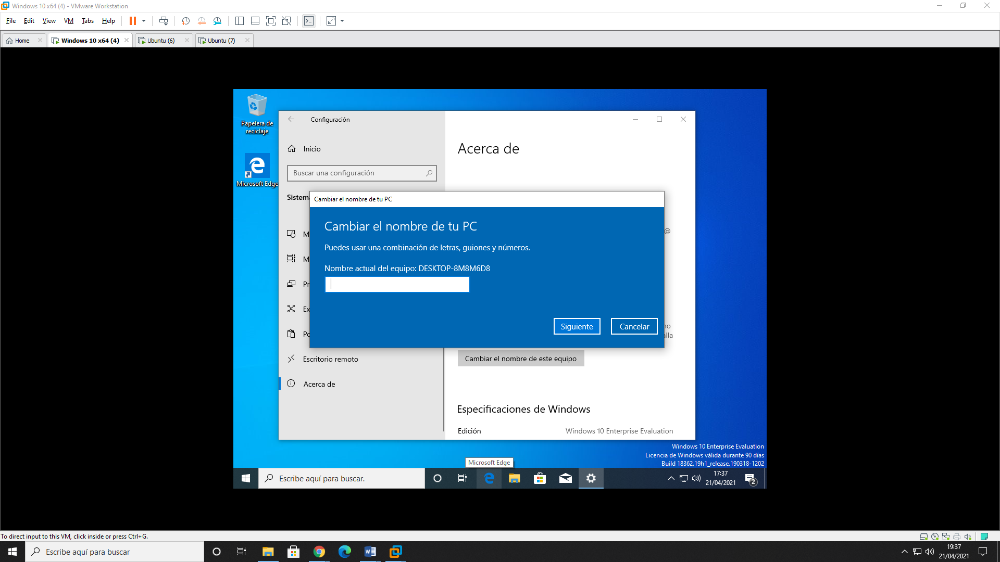 Windows 10 x64 (4) - VMware Workstation
File Edit View VM Tabs Help
Home Windows 10 x64 (4) Ubuntu (6) Ubuntu (7)
Papelera de
reciclaje
Microsoft Edge
Configuración
Inicio
Buscar una configuración
Sistema
M
M
Pr
Ex
Po
Escritorio remoto
Acerca de
Acerca de
@
no
alla
Cambiar el nombre de tu PC
Cambiar el nombre de tu PC
Puedes usar una combinación de letras, guiones y números.
Nombre actual del equipo: DESKTOP-8M8M6D8
Siguiente Cancelar
Cambiar el nombre de este equipo
Especificaciones de Windows
Edición Windows 10 Enterprise Evaluation
Windows 10 Enterprise Evaluation
Licencia de Windows válida durante 90 días
Build 18362.19h1_release.190318-1202
Microsoft Edge
Escribe aquí para buscar.
17:37
21/04/2021
2
To direct input to this VM, click inside or press Ctrl+G.
Escribe aquí para buscar
19:37
21/04/2021